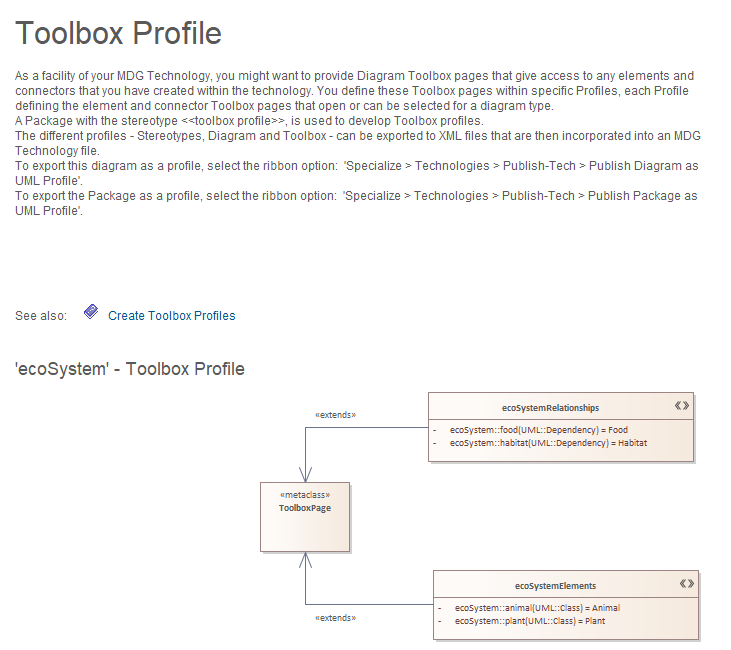 Toolbox Profile
As a facility of your MDG Technology, you might want to provide Diagram Toolbox pages that give access to any elements and
connectors that you have created within the technology. You define these Toolbox pages within specific Profiles, each Profile
defining the element and connector Toolbox pages that open or can be selected for a diagram type.
A Package with the stereotype <<toolbox profile>>, is used to develop Toolbox profiles.
The different profiles - Stereotypes, Diagram and Toolbox - can be exported to XML files that are then incorporated into an MDG
Technology file.
To export this diagram as a profile, select the ribbon option:  'Specialize > Technologies > Publish-Tech > Publish Diagram as
UML Profile'.
To export the Package as a profile, select the ribbon option:  'Specialize > Technologies > Publish-Tech > Publish Package as
UML Profile'.
See also: Create Toolbox Profiles
'ecoSystem' - Toolbox Profile
«extends»
ecoSystemRelationships
- ecoSystem::food(UML::Dependency) = Food
- ecoSystem::habitat(UML::Dependency) = Habitat
«metaclass»
ToolboxPage
ecoSystemElements
- ecoSystem::animal(UML::Class) = Animal
- ecoSystem::plant(UML::Class) = Plant
«extends»